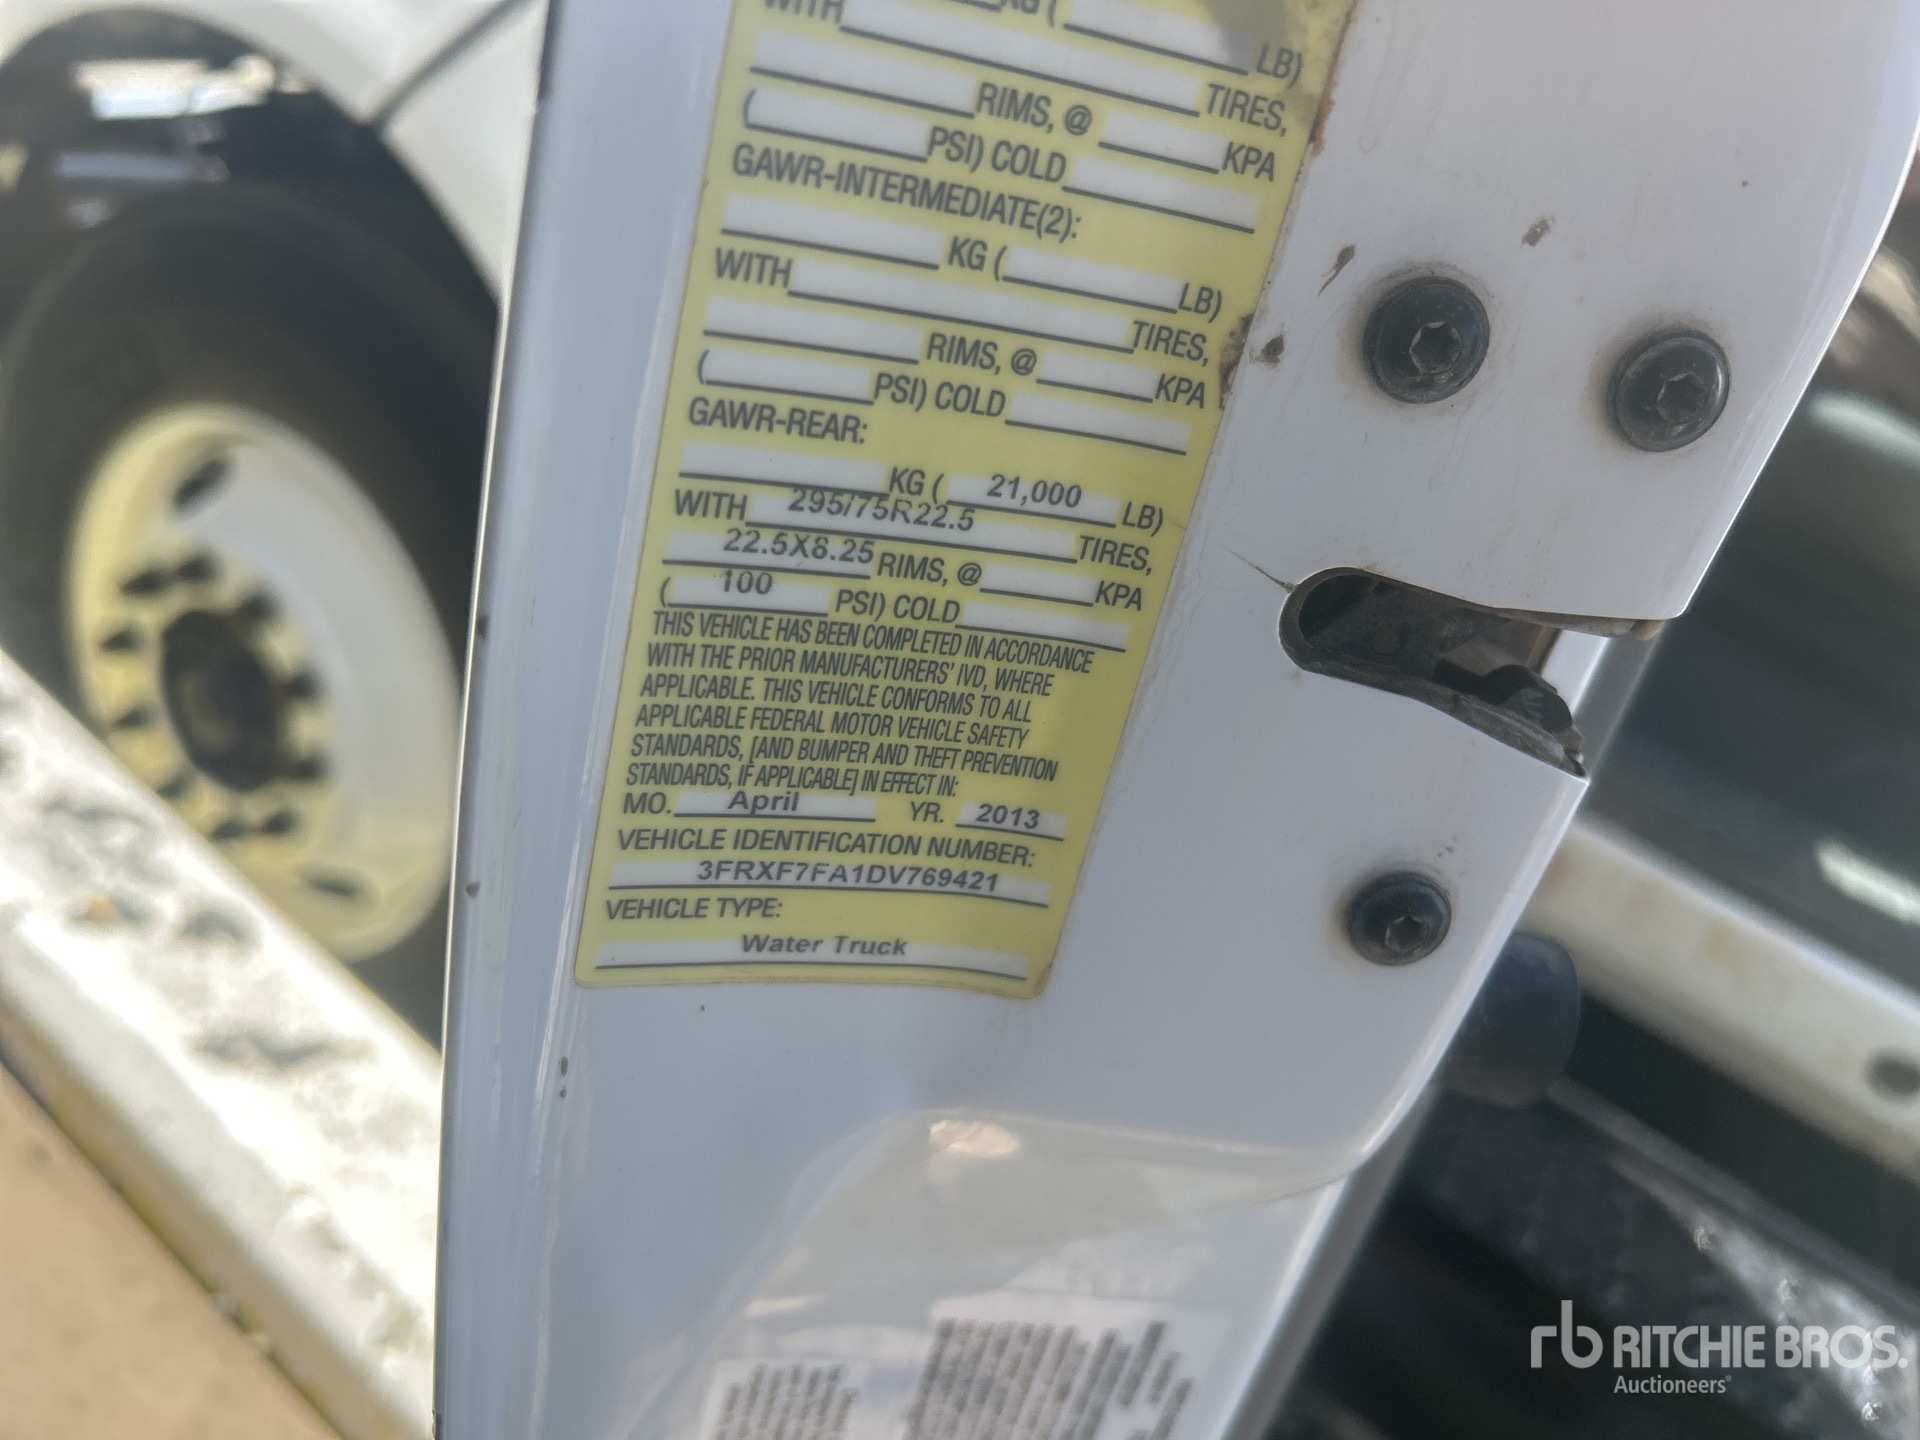 KG ( LB)
WITH TIRES,
RIMS, @ KPA
( PSI) COLD
GAWR-INTERMEDIATE(2):
KG ( LB)
WITH TIRES,
RIMS, @ KPA
( PSI) COLD
GAWR-REAR:
KG ( 21,000 LB)
WITH 295/75R22.5 TIRES,
22.5X8.25 RIMS, @ KPA
( 100 PSI) COLD
THIS VEHICLE HAS BEEN COMPLETED IN ACCORDANCE
WITH THE PRIOR MANUFACTURERS' IVD, WHERE
APPLICABLE. THIS VEHICLE CONFORMS TO ALL
APPLICABLE FEDERAL MOTOR VEHICLE SAFETY
STANDARDS, [AND BUMPER AND THEFT PREVENTION
STANDARDS, IF APPLICABLE] IN EFFECT IN:
MO. April YR. 2013
VEHICLE IDENTIFICATION NUMBER:
3FRXF7FA1DV769421
VEHICLE TYPE:
Water Truck
rb RITCHIE BROS.
Auctioneers